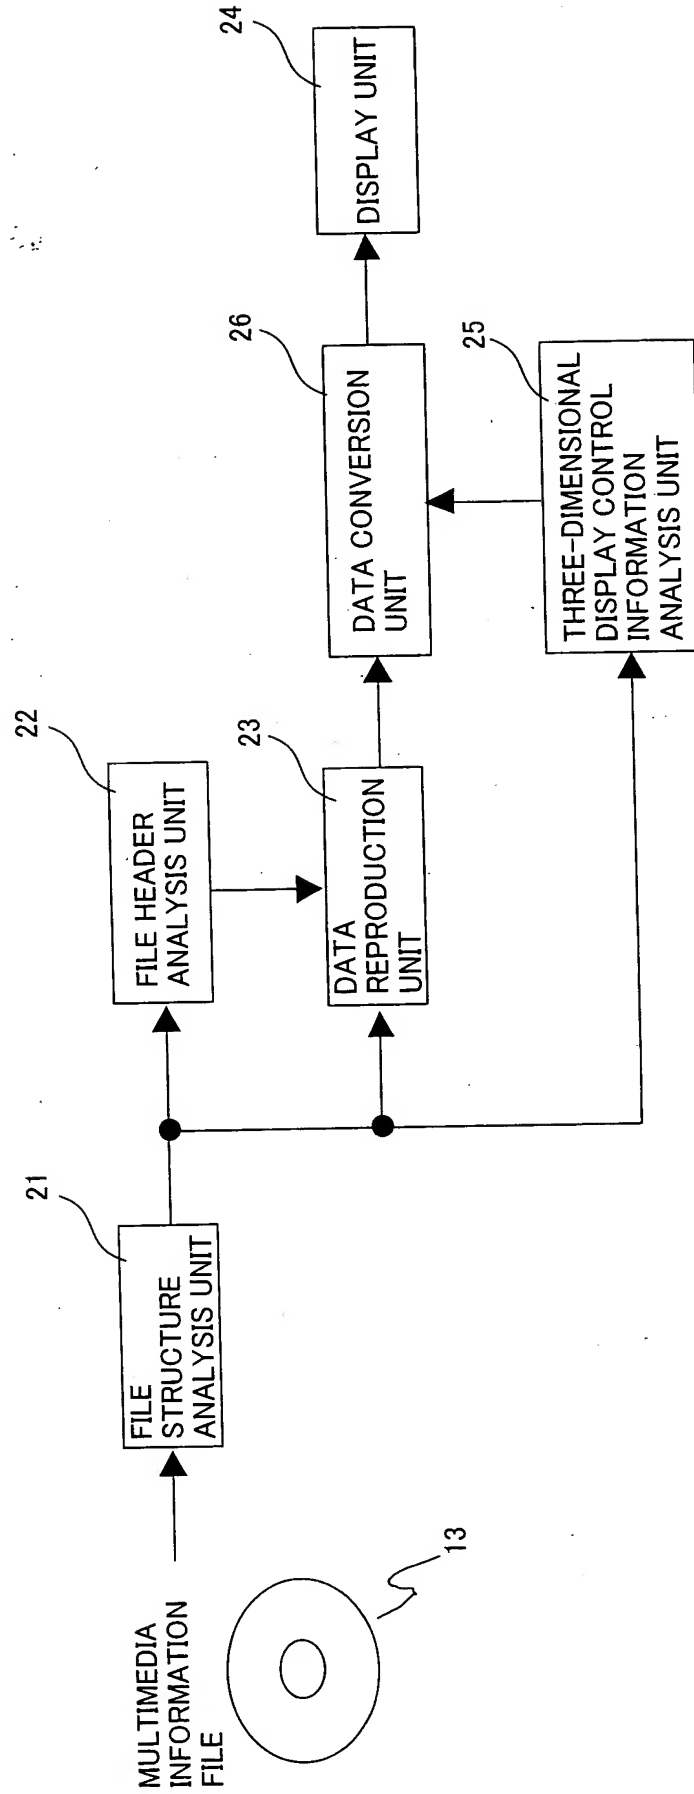 MULTIMEDIA
INFORMATION
FILE
13
21
FILE
STRUCTURE
ANALYSIS UNIT
22
FILE HEADER
ANALYSIS UNIT
23
DATA
REPRODUCTION
UNIT
26
DATA CONVERSION
UNIT
25
THREE-DIMENSIONAL
DISPLAY CONTROL
INFORMATION
ANALYSIS UNIT
24
DISPLAY UNIT